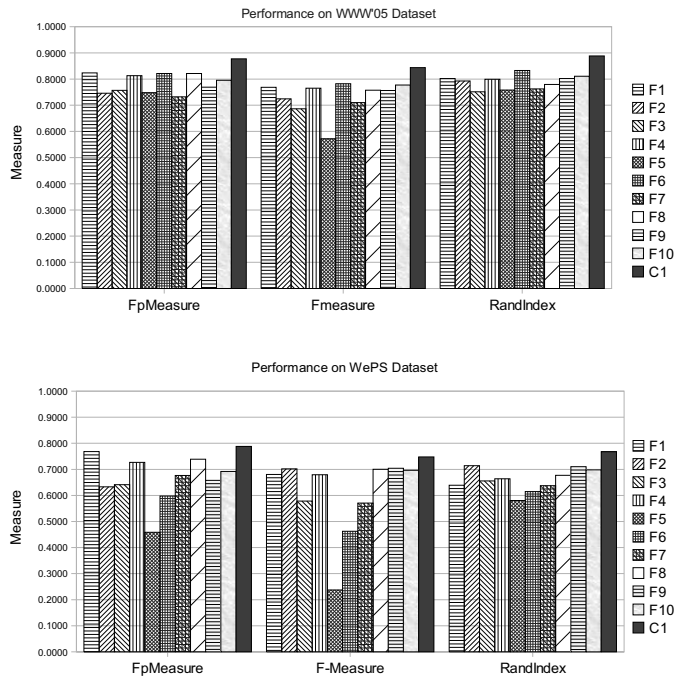 Performance on WWW'05 Dataset
1.0000
0.9000
0.8000
0.7000
0.6000
0.5000
0.4000
0.3000
0.2000
0.1000
0.0000
Measure
FpMeasure
Fmeasure
RandIndex
F1
F2
F3
F4
F5
F6
F7
F8
F9
F10
C1
Performance on WePS Dataset
1.0000
0.9000
0.8000
0.7000
0.6000
0.5000
0.4000
0.3000
0.2000
0.1000
0.0000
Measure
FpMeasure
F-Measure
RandIndex
F1
F2
F3
F4
F5
F6
F7
F8
F9
F10
C1